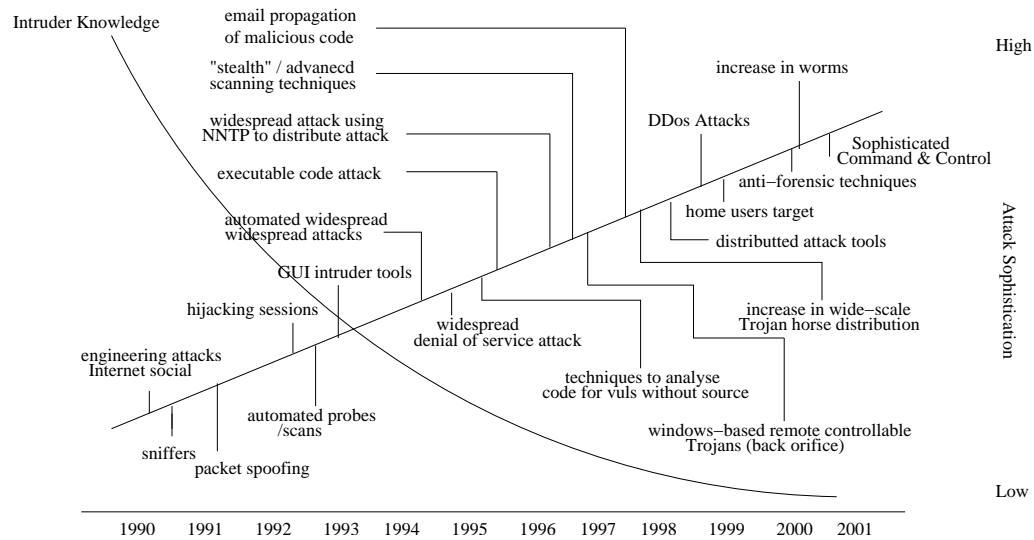 Intruder Knowledge
email propagation
of malicious code
High
"stealth" / advanecd
scanning techniques
increase in worms
widespread attack using
NNTP to distribute attack
DDos Attacks
Sophisticated
Command & Control
executable code attack
anti-forensic techniques
automated widespread
widespread attacks
home users target
distributted attack tools
GUI intruder tools
hijacking sessions
Attack Sophistication
increase in wide-scale
Trojan horse distribution
widespread
denial of service attack
engineering attacks
Internet social
techniques to analyse
code for vuls without source
automated probes
/scans
windows-based remote controllable
Trojans (back orifice)
sniffers
packet spoofing
Low
1990 1991 1992 1993 1994 1995 1996 1997 1998 1999 2000 2001